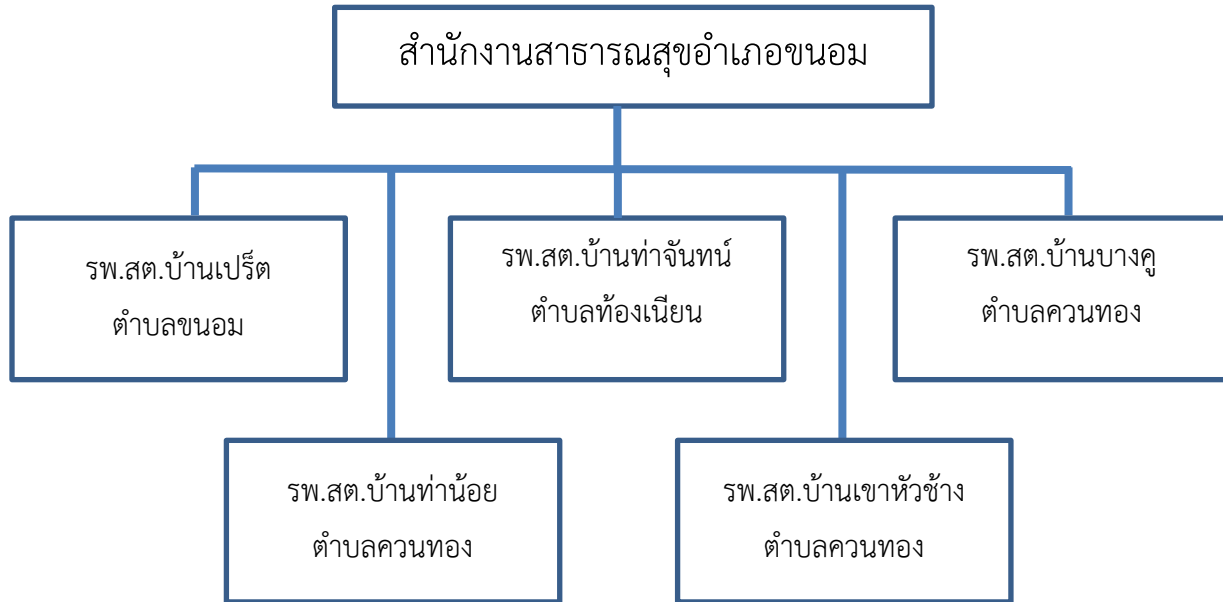 สำนักงานสาธารณสุขอำเภอขนอม
รพ.สต.บ้านเปร็ต
ตำบลขนอม
รพ.สต.บ้านท่าจันทน์
ตำบลท้องเนียน
รพ.สต.บ้านบางคู
ตำบลควนทอง
รพ.สต.บ้านท่าน้อย
ตำบลควนทอง
รพ.สต.บ้านเขาหัวช้าง
ตำบลควนทอง